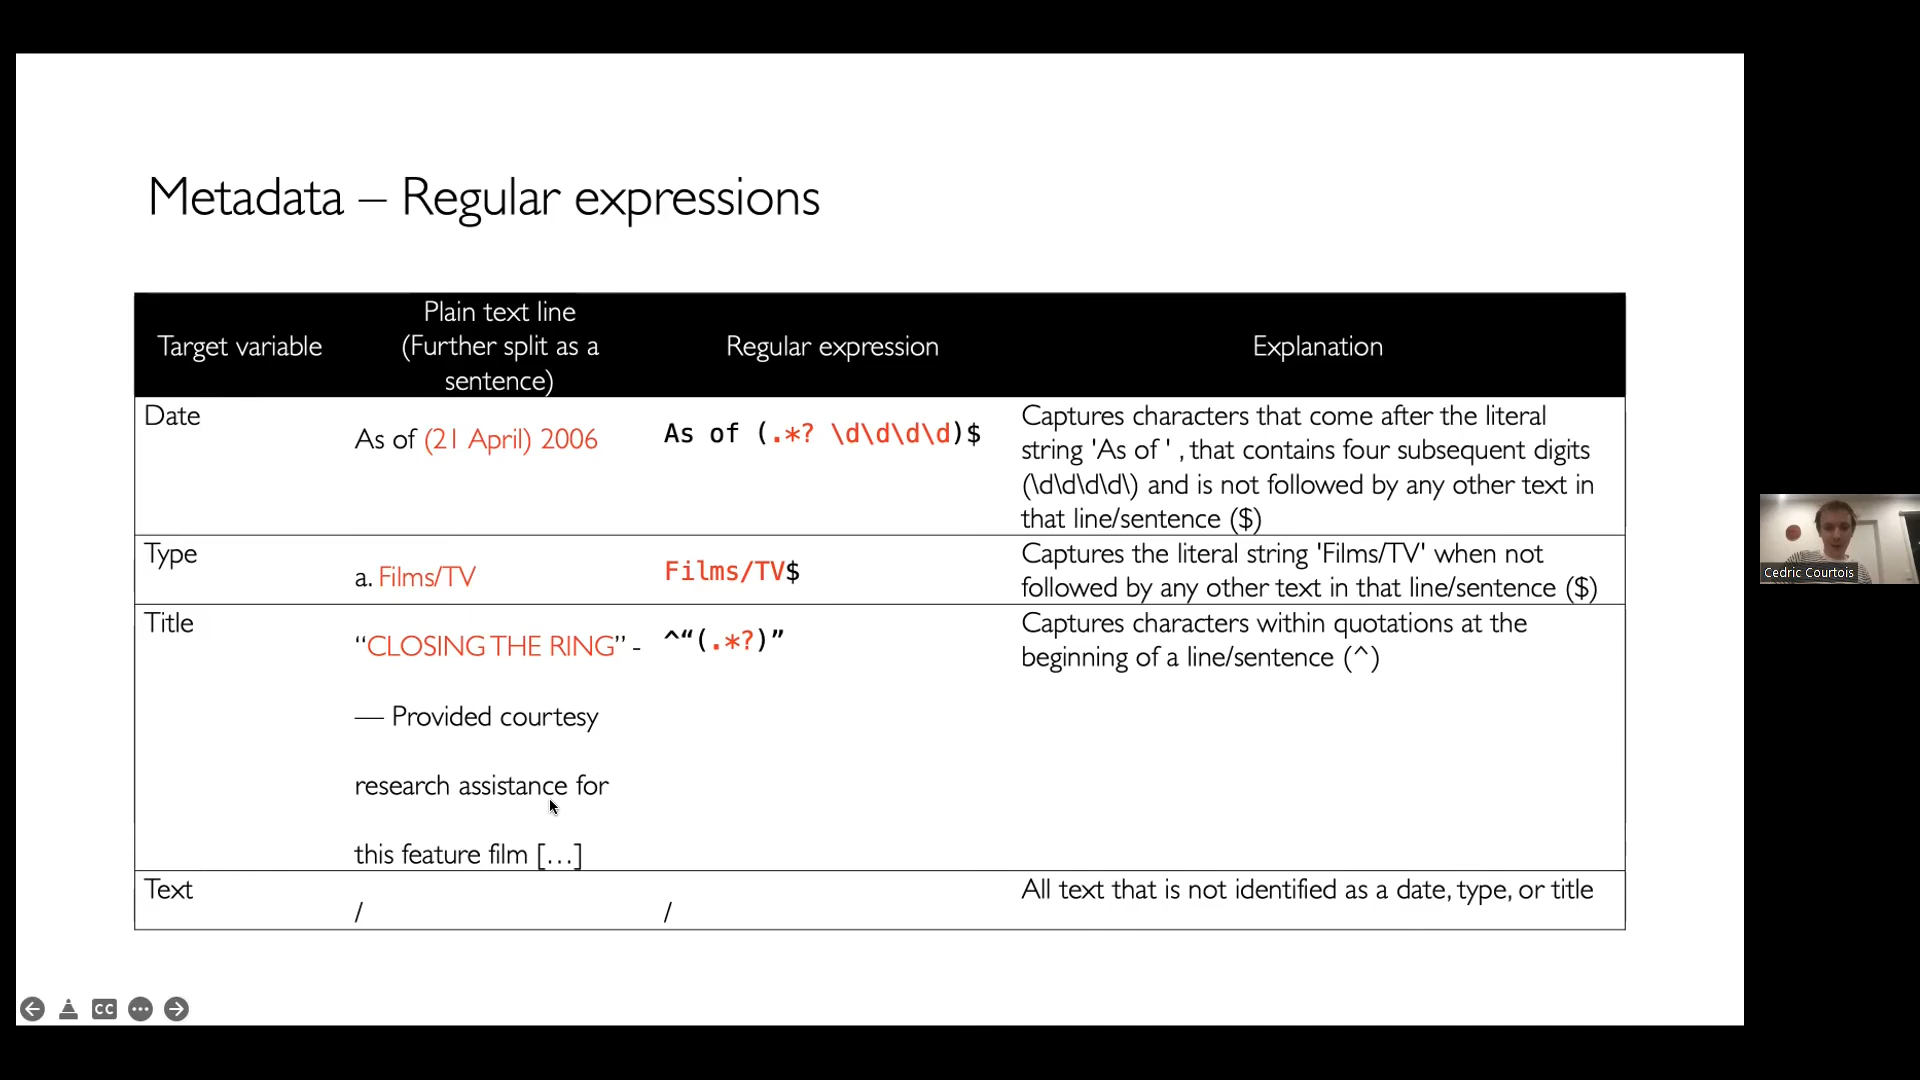 Metadata – Regular expressions
Target variable
Plain text line
(Further split as a
sentence)
Regular expression
Explanation
Date
As of (21 April) 2006
As of (.*? \d\d\d\d)$
Captures characters that come after the literal
string 'As of ' , that contains four subsequent digits
(\d\d\d\d\) and is not followed by any other text in
that line/sentence ($)
Type
a. Films/TV
Films/TV$
Captures the literal string 'Films/TV' when not
followed by any other text in that line/sentence ($)
Title
“CLOSING THE RING” -
— Provided courtesy
research assistance for
this feature film […]
^“(.*?)”
Captures characters within quotations at the
beginning of a line/sentence (^)
Text
/
/
All text that is not identified as a date, type, or title
CC
Cedric Courtois